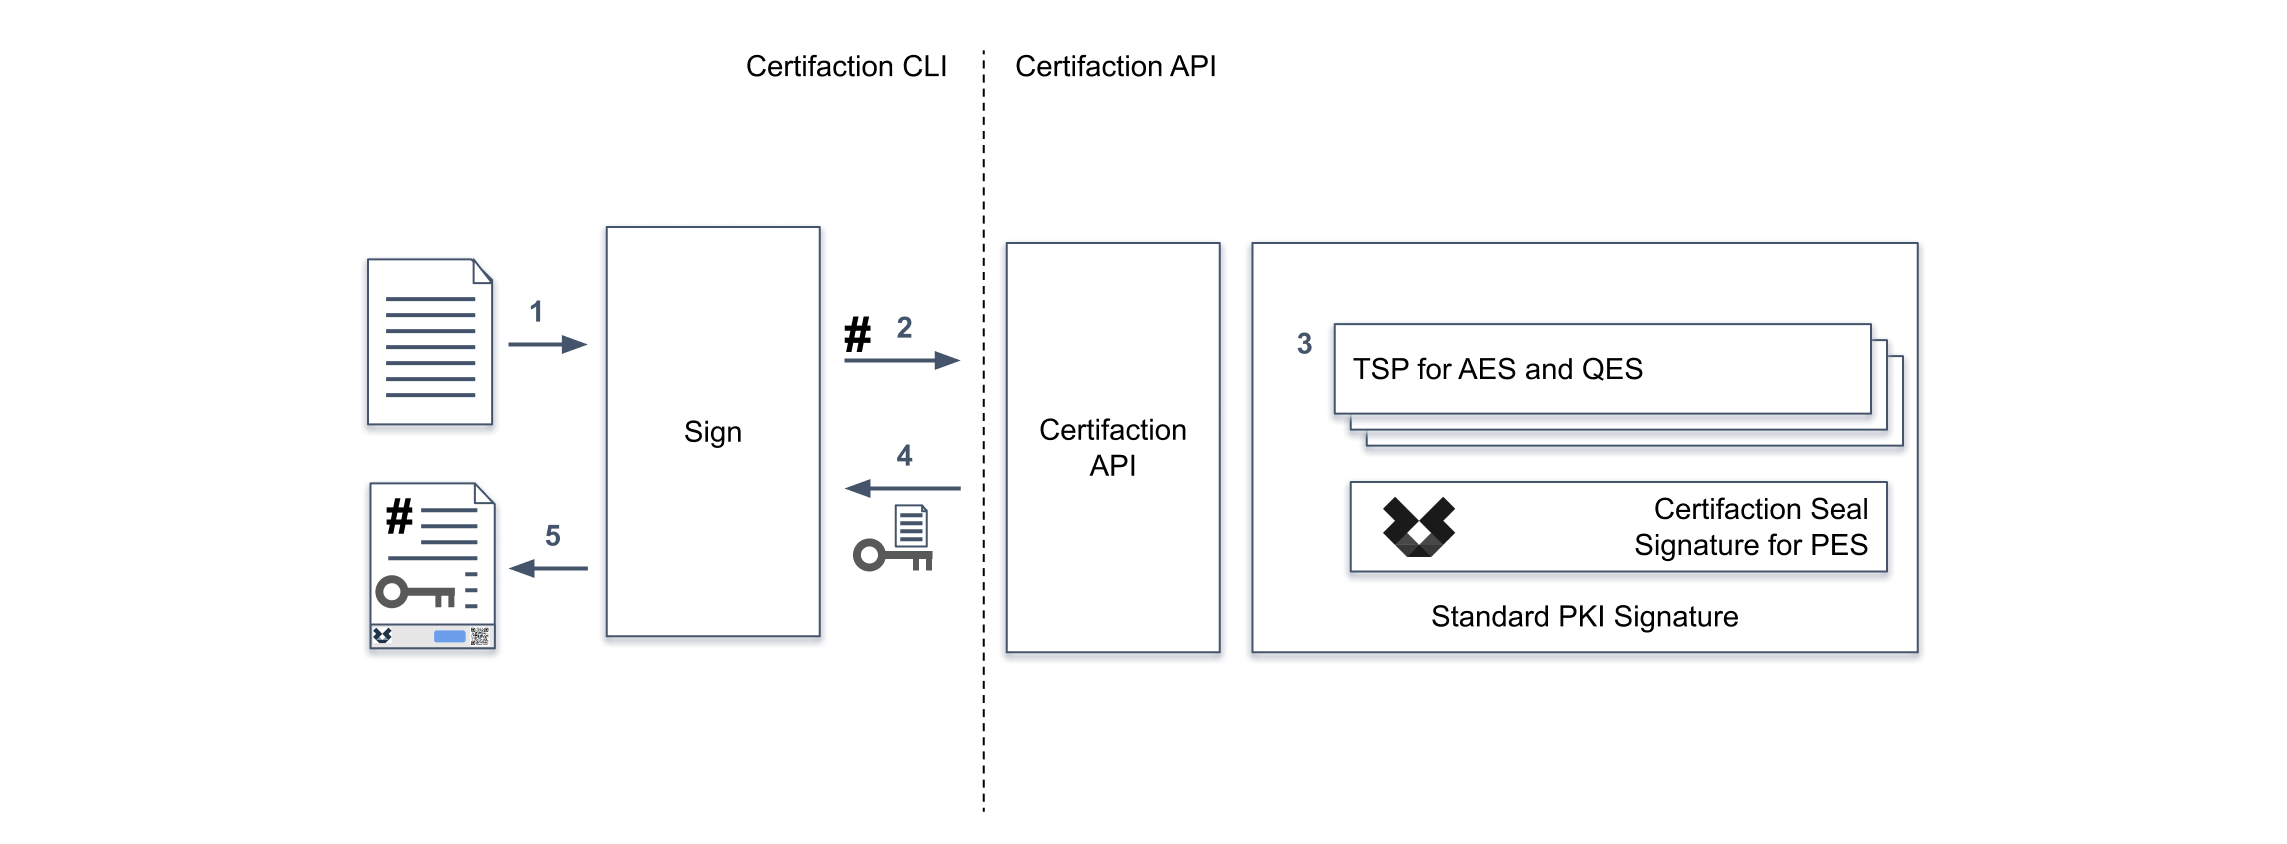 Certifaction CLI
Certifaction API
1
# 2
3
TSP for AES and QES
Sign
Certifaction
API
4
#
5
Certifaction Seal
Signature for PES
Standard PKI Signature